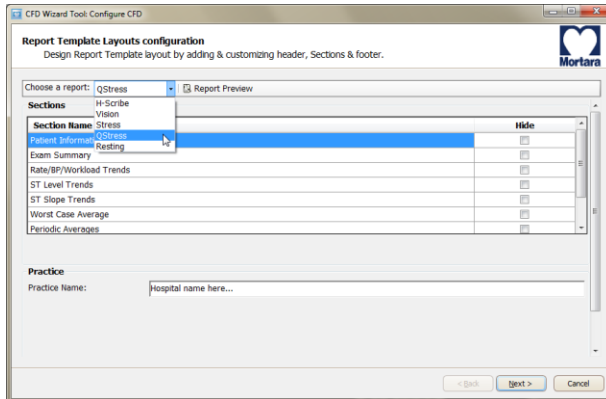 CFD Wizard Tool: Configure CFD
Report Template Layouts configuration
Design Report Template layout by adding & customizing header, Sections & footer.
Mortara
Choose a report: QStress Report Preview
H-Scribe
Vision
Stress
QStress
Resting
Sections
Section Name Hide
Patient Informat
Exam Summary
Rate/BP/Workload Trends
ST Level Trends
ST Slope Trends
Worst Case Average
Periodic Averages
Practice
Practice Name: Hospital name here...
< Back Next > Cancel